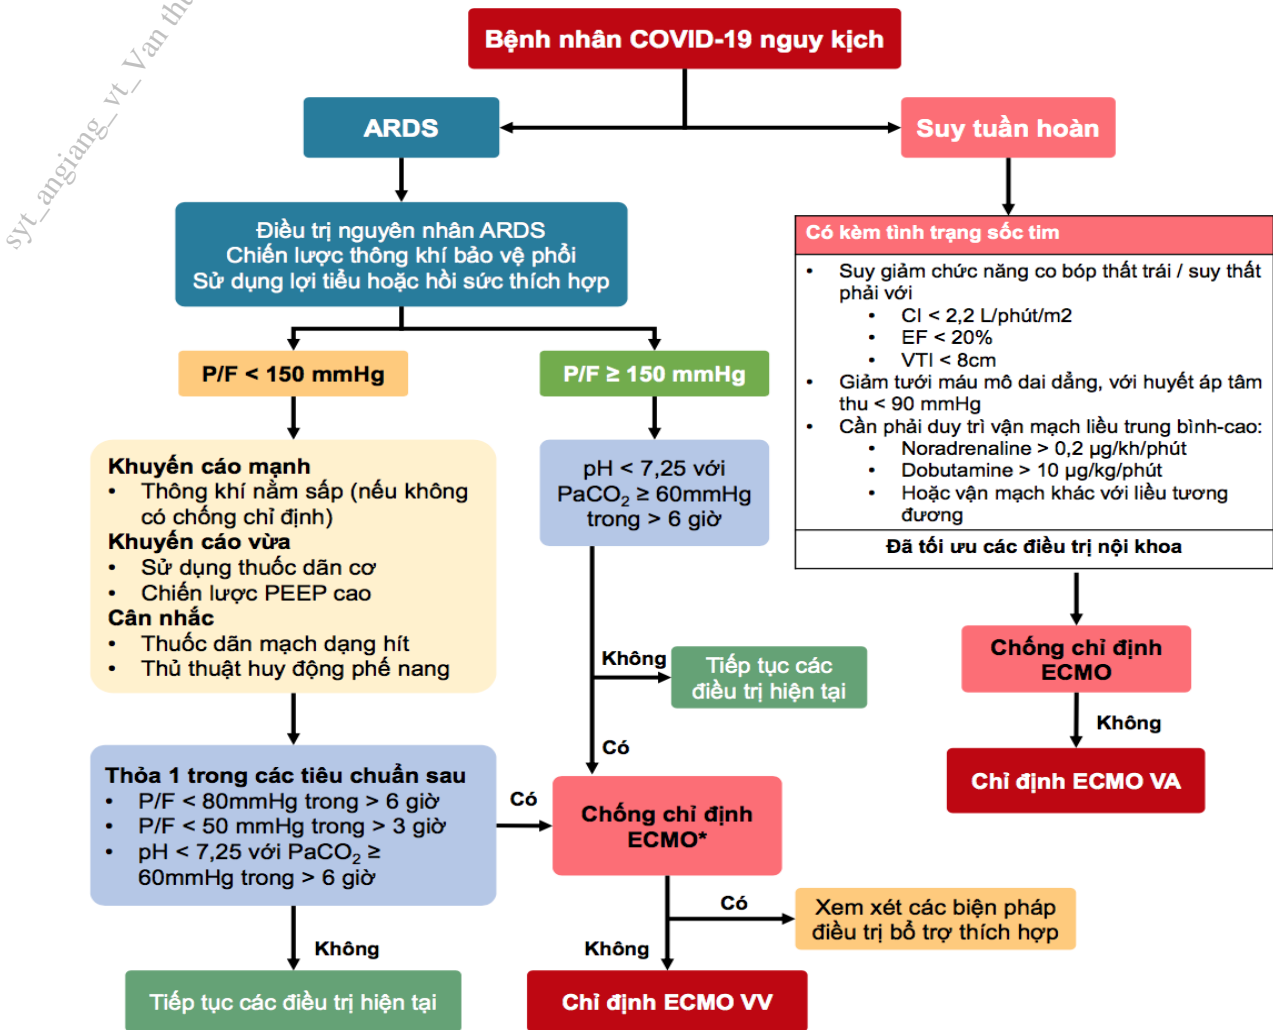 syt_angiang_vt_Van thu
Bệnh nhân COVID-19 nguy kịch
ARDS
Suy tuần hoàn
Điều trị nguyên nhân ARDS
Chiến lược thông khí bảo vệ phổi
Sử dụng lợi tiểu hoặc hồi sức thích hợp
P/F < 150 mmHg
P/F ≥ 150 mmHg
Khuyến cáo mạnh
• Thông khí nằm sấp (nếu không
có chống chỉ định)
Khuyến cáo vừa
• Sử dụng thuốc dãn cơ
• Chiến lược PEEP cao
Cân nhắc
• Thuốc dãn mạch dạng hít
• Thủ thuật huy động phế nang
pH < 7,25 với
PaCO₂ ≥ 60mmHg
trong > 6 giờ
Không
Tiếp tục các
điều trị hiện tại
Có
Thỏa 1 trong các tiêu chuẩn sau
• P/F < 80mmHg trong > 6 giờ
• P/F < 50 mmHg trong > 3 giờ
• pH < 7,25 với PaCO₂ ≥
60mmHg trong > 6 giờ
Có
Không
Tiếp tục các điều trị hiện tại
Chống chỉ định
ECMO*
Có
Xem xét các biện pháp
điều trị bổ trợ thích hợp
Không
Chỉ định ECMO VV
Có kèm tình trạng sốc tim
• Suy giảm chức năng co bóp thất trái / suy thất
phải với
• CI < 2,2 L/phút/m2
• EF < 20%
• VTI < 8cm
• Giảm tưới máu mô dai dẳng, với huyết áp tâm
thu < 90 mmHg
• Cần phải duy trì vận mạch liều trung bình-cao:
• Noradrenaline > 0,2 µg/kh/phút
• Dobutamine > 10 µg/kg/phút
• Hoặc vận mạch khác với liều tương
đương
Đã tối ưu các điều trị nội khoa
Chống chỉ định
ECMO
Không
Chỉ định ECMO VA